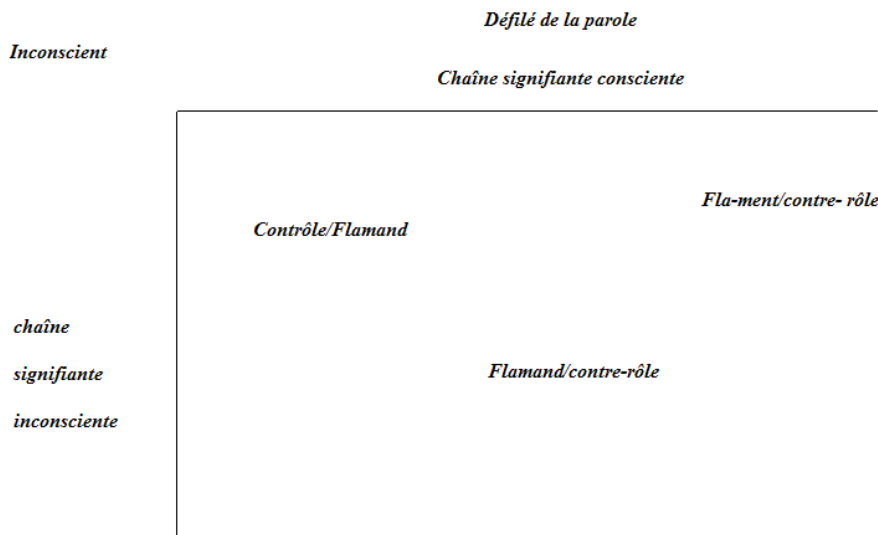 Défilé de la parole
Inconscient
Chaîne signifiante consciente
Fla-ment/contre- rôle
Contrôle/Flamand
chaîne
signifiante
inconsciente
Flamand/contre-rôle